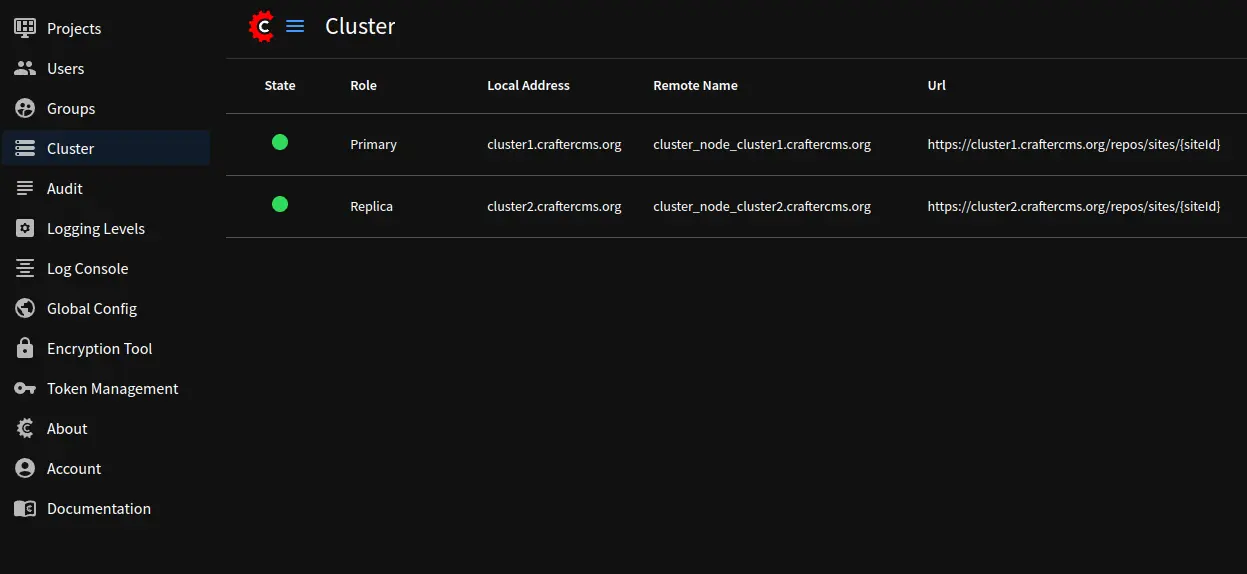 Projects
Users
Groups
Cluster
Audit
Logging Levels
Log Console
Global Config
Encryption Tool
Token Management
About
Account
Documentation
C Cluster
State Role Local Address Remote Name Url
Primary cluster1.craftercms.org cluster_node_cluster1.craftercms.org https://cluster1.craftercms.org/repos/sites/{siteId}
Replica cluster2.craftercms.org cluster_node_cluster2.craftercms.org https://cluster2.craftercms.org/repos/sites/{siteId}